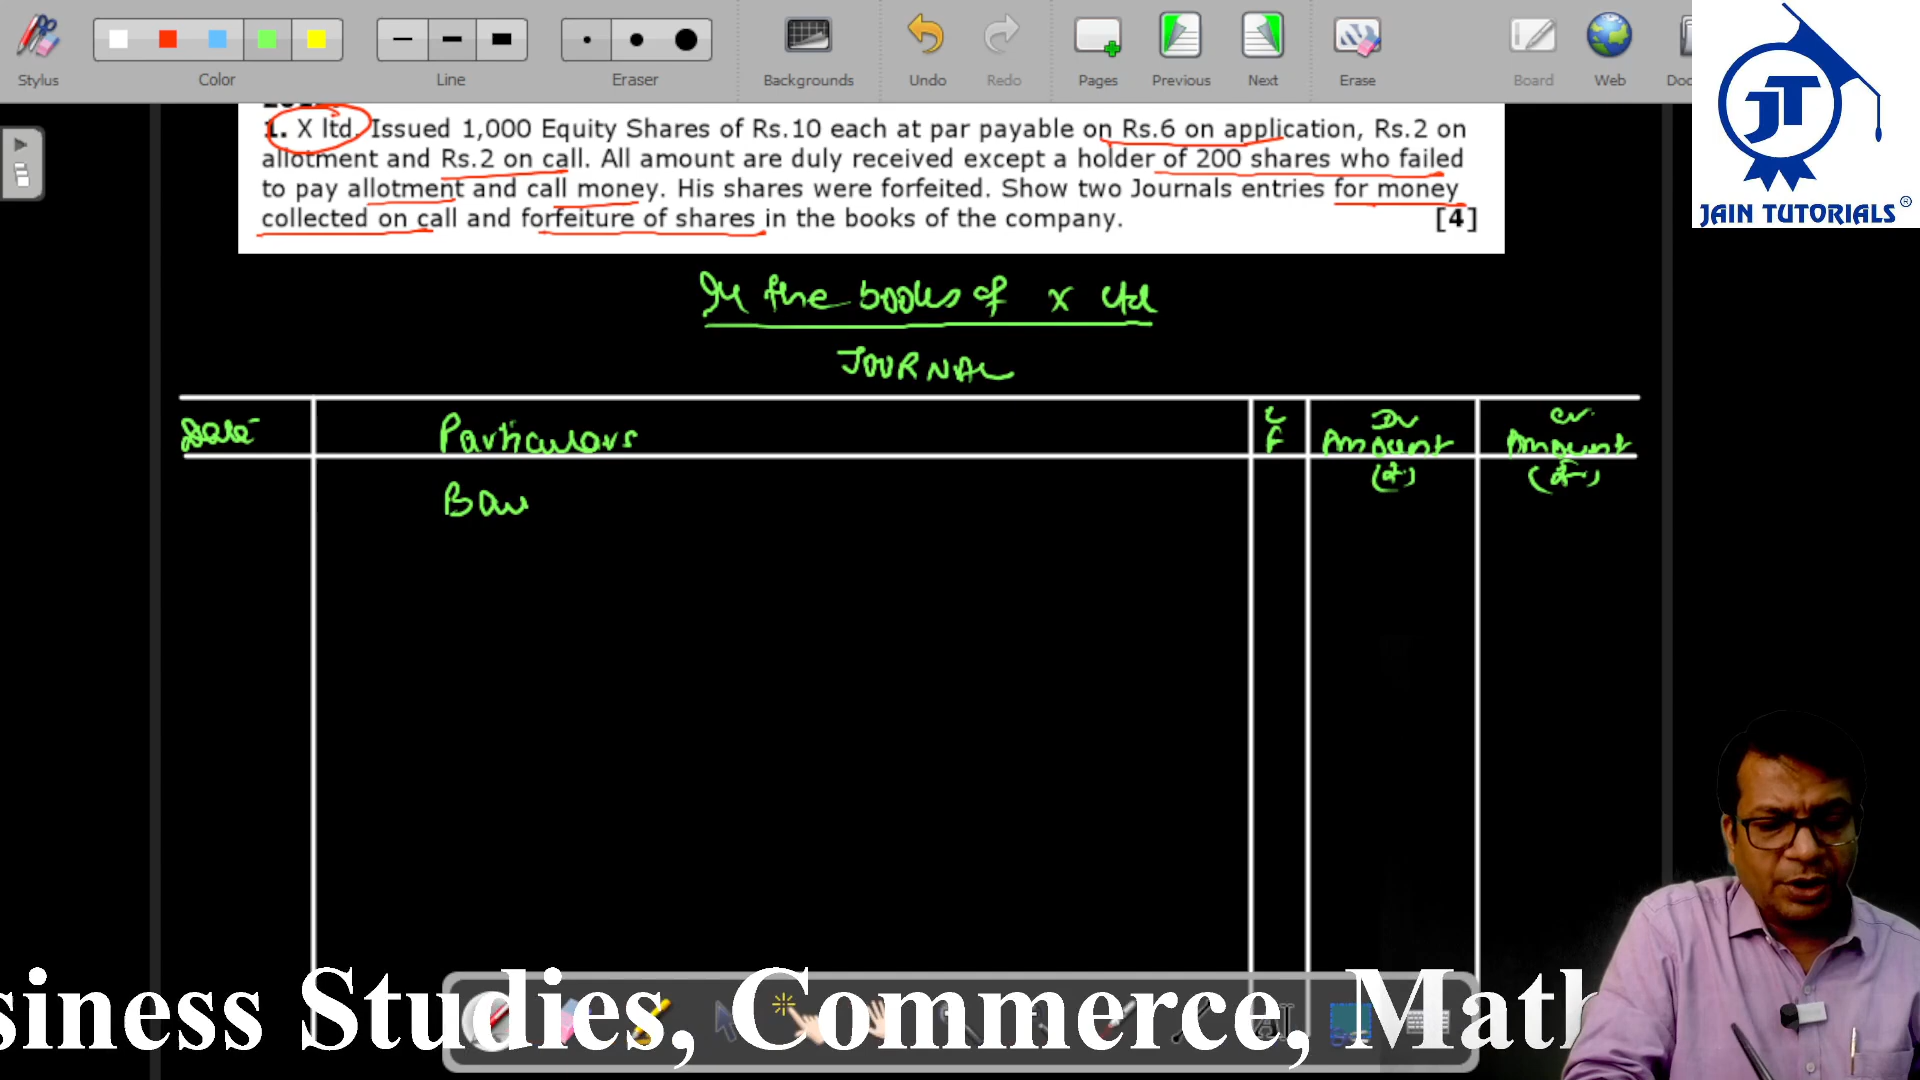 Stylus Color Line Eraser Backgrounds Undo Redo Pages Previous Next Erase Board Web
JT
JAIN TUTORIALS®
1. X ltd. Issued 1,000 Equity Shares of Rs.10 each at par payable on Rs.6 on application, Rs.2 on
allotment and Rs.2 on call. All amount are duly received except a holder of 200 shares who failed
to pay allotment and call money. His shares were forfeited. Show two Journals entries for money
collected on call and forfeiture of shares in the books of the company. [4]
In the books of x Ltd
JOURNAL
Date Particulars L F Dr Amount (₹) Cr Amount (₹)
Ban
siness Studies, Commerce, Math